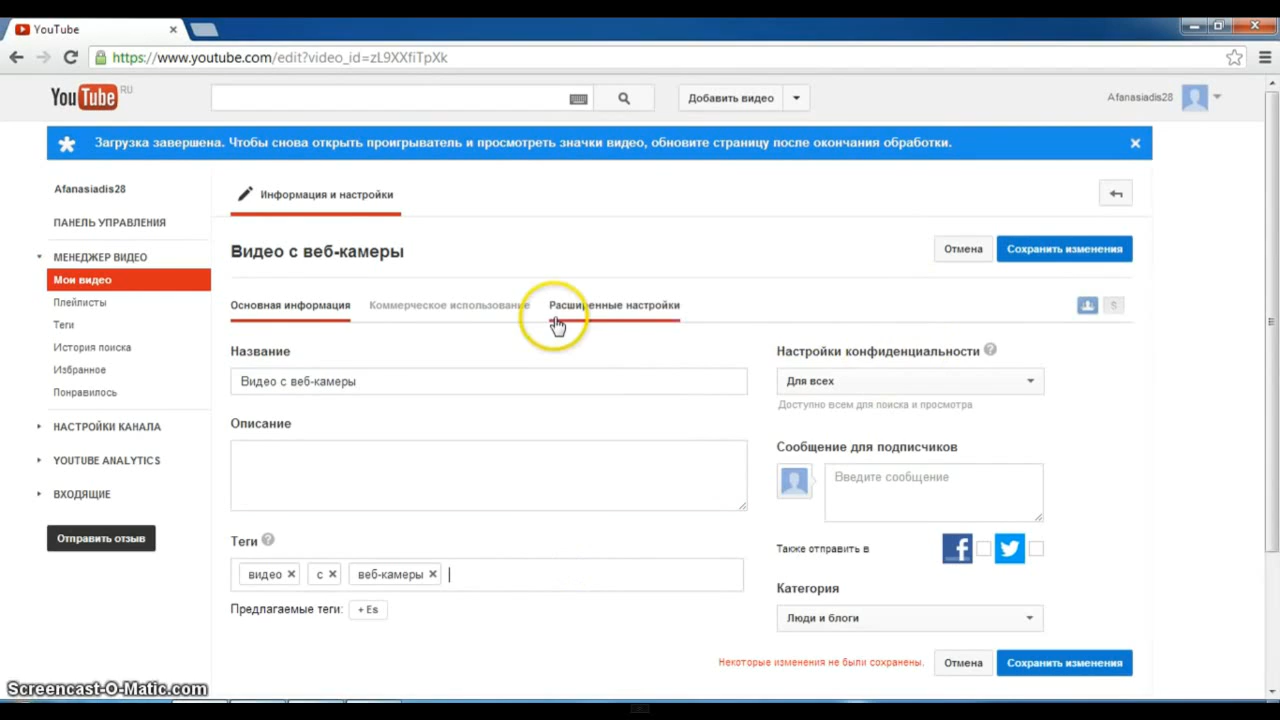 YouTube
https://www.youtube.com/edit?video_id=zL9XXfiTpXk
YouTube RU
Добавить видео
Afanasiadis28
Загрузка завершена. Чтобы снова открыть проигрыватель и просмотреть значки видео, обновите страницу после окончания обработки.
Afanasiadis28
ПАНЕЛЬ УПРАВЛЕНИЯ
МЕНЕДЖЕР ВИДЕО
Мои видео
Плейлисты
Теги
История поиска
Избранное
Понравилось
НАСТРОЙКИ КАНАЛА
YOUTUBE ANALYTICS
ВХОДЯЩИЕ
Отправить отзыв
Информация и настройки
Видео с веб-камеры
Отмена
Сохранить изменения
Основная информация
Коммерческое использование
Расширенные настройки
$
Название
Видео с веб-камеры
Описание
Теги ?
видео × с × веб-камеры ×
Предлагаемые теги: + Es
Настройки конфиденциальности ?
Для всех
Доступно всем для поиска и просмотра
Сообщение для подписчиков
Введите сообщение
Также отправить в
Категория
Люди и блоги
Некоторые изменения не были сохранены.
Отмена
Сохранить изменения
Screencast-O-Matic.com